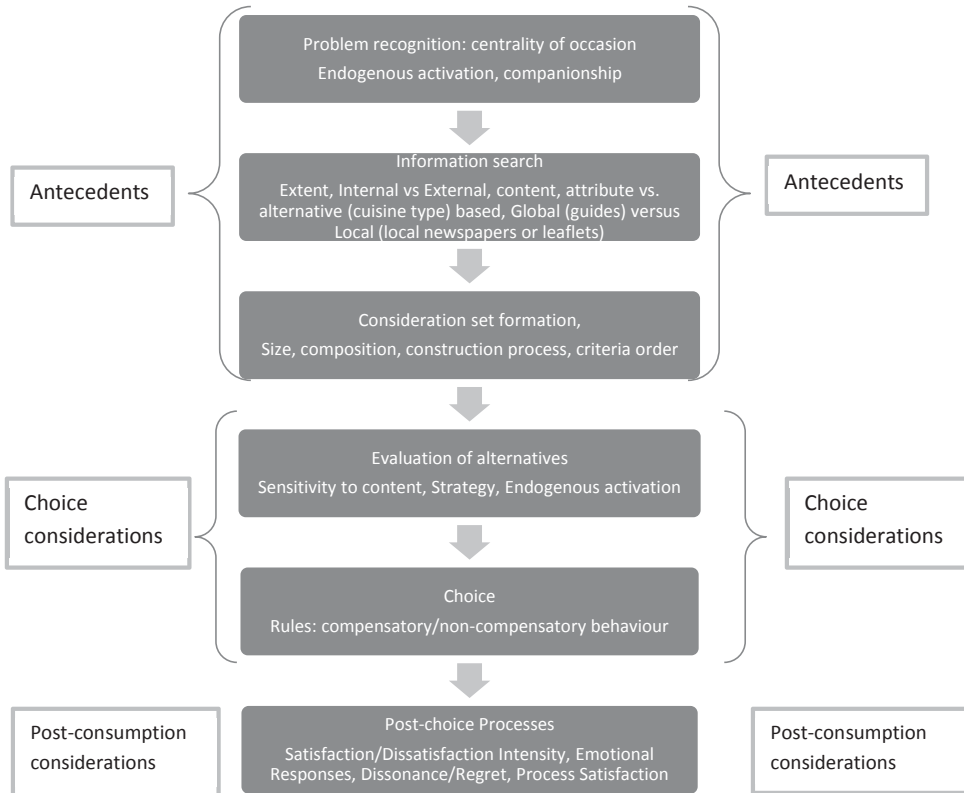 Problem recognition: centrality of occasion
Endogenous activation, companionship
Antecedents
Information search
Extent, Internal vs External, content, attribute vs.
alternative (cuisine type) based, Global (guides) versus
Local (local newspapers or leaflets)
Antecedents
Consideration set formation,
Size, composition, construction process, criteria order
Choice
considerations
Evaluation of alternatives
Sensitivity to content, Strategy, Endogenous activation
Choice
Rules: compensatory/non-compensatory behaviour
Choice
considerations
Post-consumption
considerations
Post-choice Processes
Satisfaction/Dissatisfaction Intensity, Emotional
Responses, Dissonance/Regret, Process Satisfaction
Post-consumption
considerations